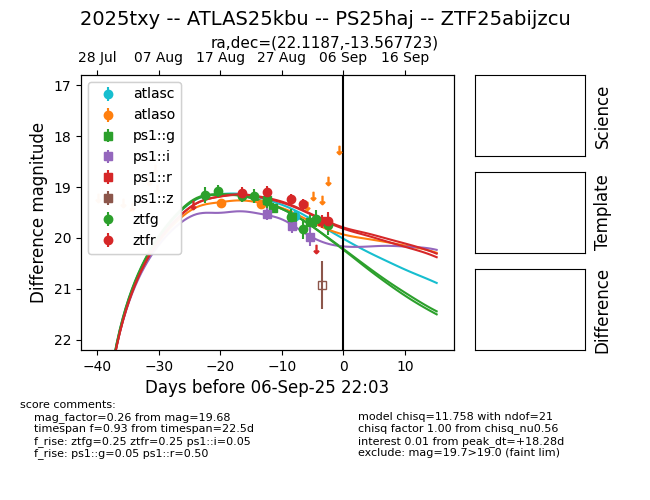 2025txy -- ATLAS25kbu -- PS25haj -- ZTF25abijzcu
ra,dec=(22.1187,-13.567723)
28 Jul 07 Aug 17 Aug 27 Aug 06 Sep 16 Sep
17
18
19
20
21
22
Difference magnitude
atlasc
atlaso
ps1::g
ps1::i
ps1::r
ps1::z
ztfg
ztfr
−40 −30 −20 −10 0 10
Days before 06-Sep-25 22:03
Science
Template
Difference
score comments:
mag_factor=0.26 from mag=19.68
timespan f=0.93 from timespan=22.5d
f_rise: ztfg=0.25 ztfr=0.25 ps1::i=0.05
f_rise: ps1::g=0.05 ps1::r=0.50
model chisq=11.758 with ndof=21
chisq factor 1.00 from chisq_nu0.56
interest 0.01 from peak_dt=+18.28d
exclude: mag=19.7>19.0 (faint lim)